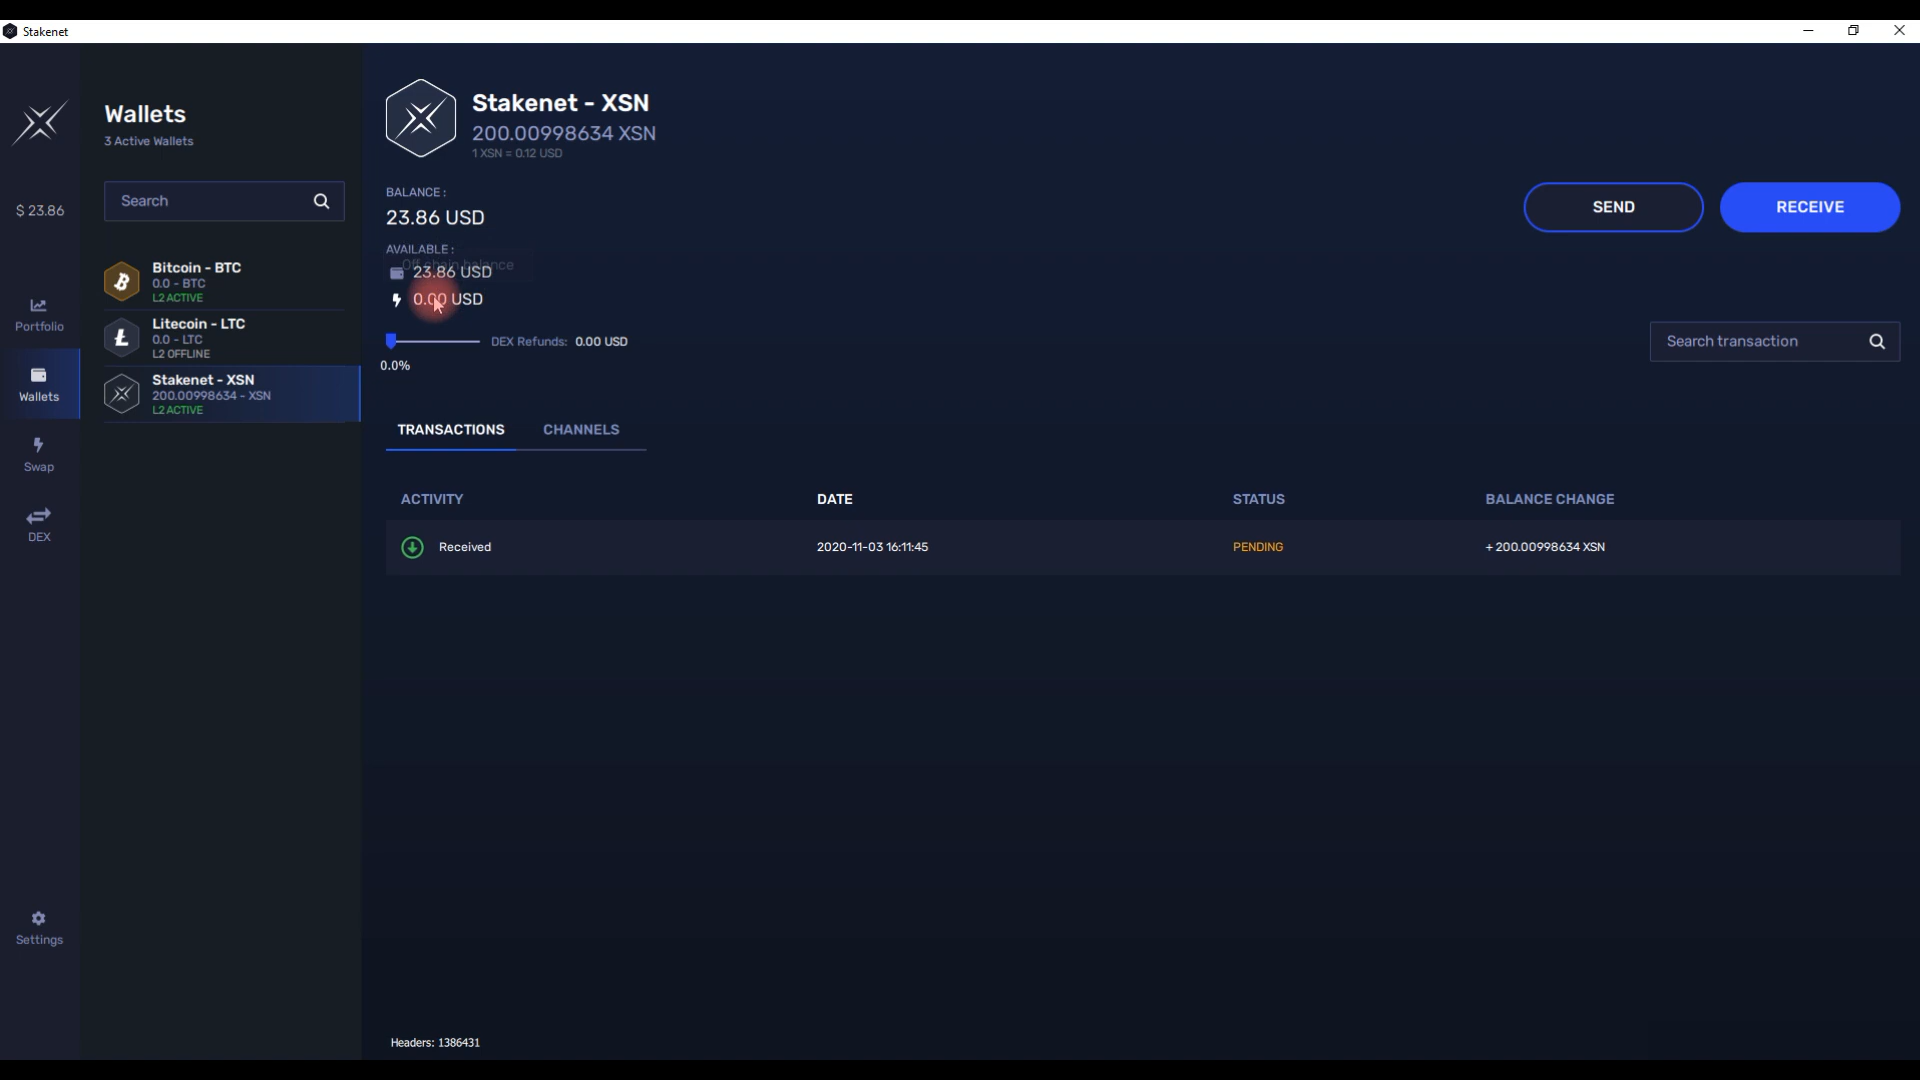 Stakenet
$ 23.86
Portfolio
Wallets
Swap
DEX
Settings
Wallets
3 Active Wallets
Search
Bitcoin - BTC
0.0 - BTC
L2 ACTIVE
Litecoin - LTC
0.0 - LTC
L2 OFFLINE
Stakenet - XSN
200.00998634 - XSN
L2 ACTIVE
Stakenet - XSN
200.00998634 XSN
1 XSN = 0.12 USD
BALANCE :
23.86 USD
AVAILABLE :
Off chain balance
23.86 USD
0.00 USD
DEX Refunds: 0.00 USD
0.0%
SEND
RECEIVE
Search transaction
TRANSACTIONS CHANNELS
ACTIVITY DATE STATUS BALANCE CHANGE
Received 2020-11-03 16:11:45 PENDING + 200.00998634 XSN
Headers: 1386431